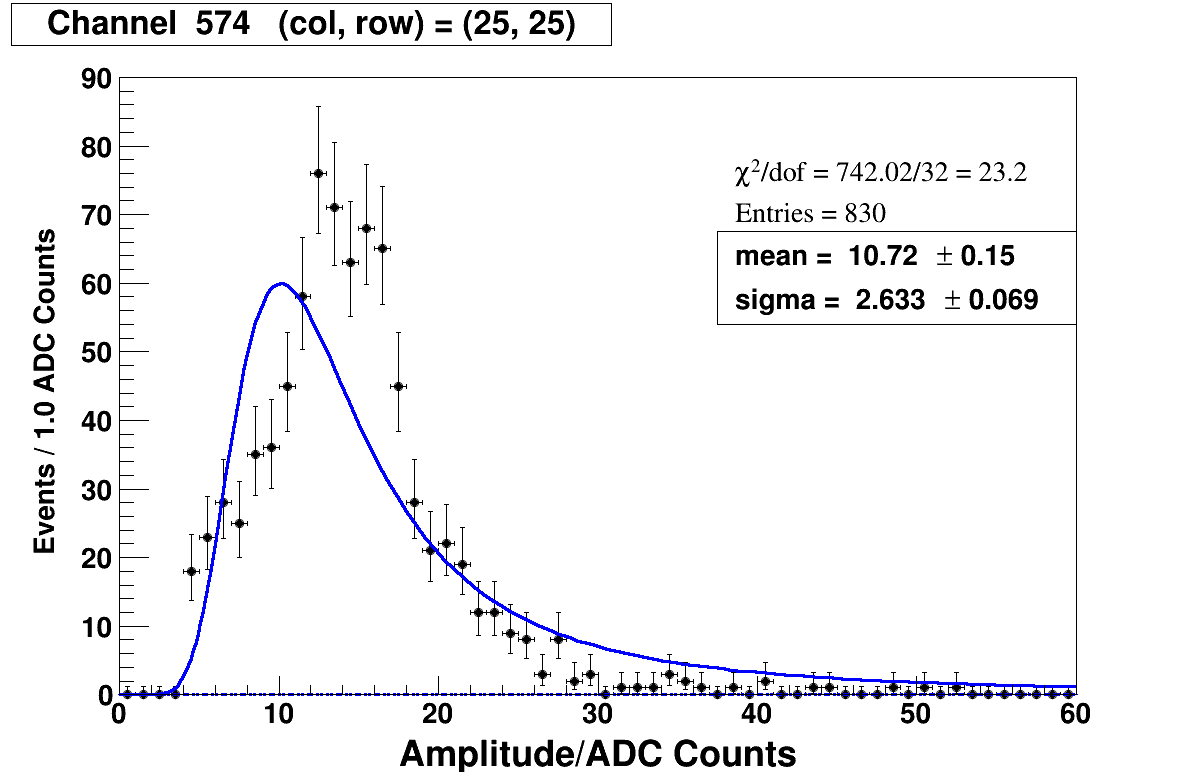 Channel 574 (col, row) = (25, 25)
90
80
70
60
50
40
30
20
10
0
Events / 1.0 ADC Counts
χ²/dof = 742.02/32 = 23.2
Entries = 830
mean = 10.72 ± 0.15
sigma = 2.633 ± 0.069
0 10 20 30 40 50 60
Amplitude/ADC Counts